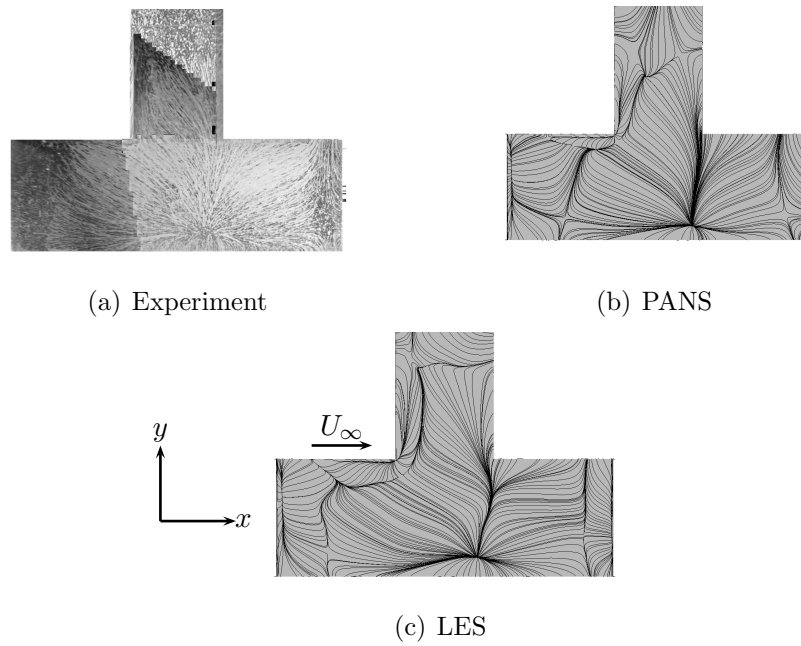 (a) Experiment
(b) PANS
y
U∞
x
(c) LES